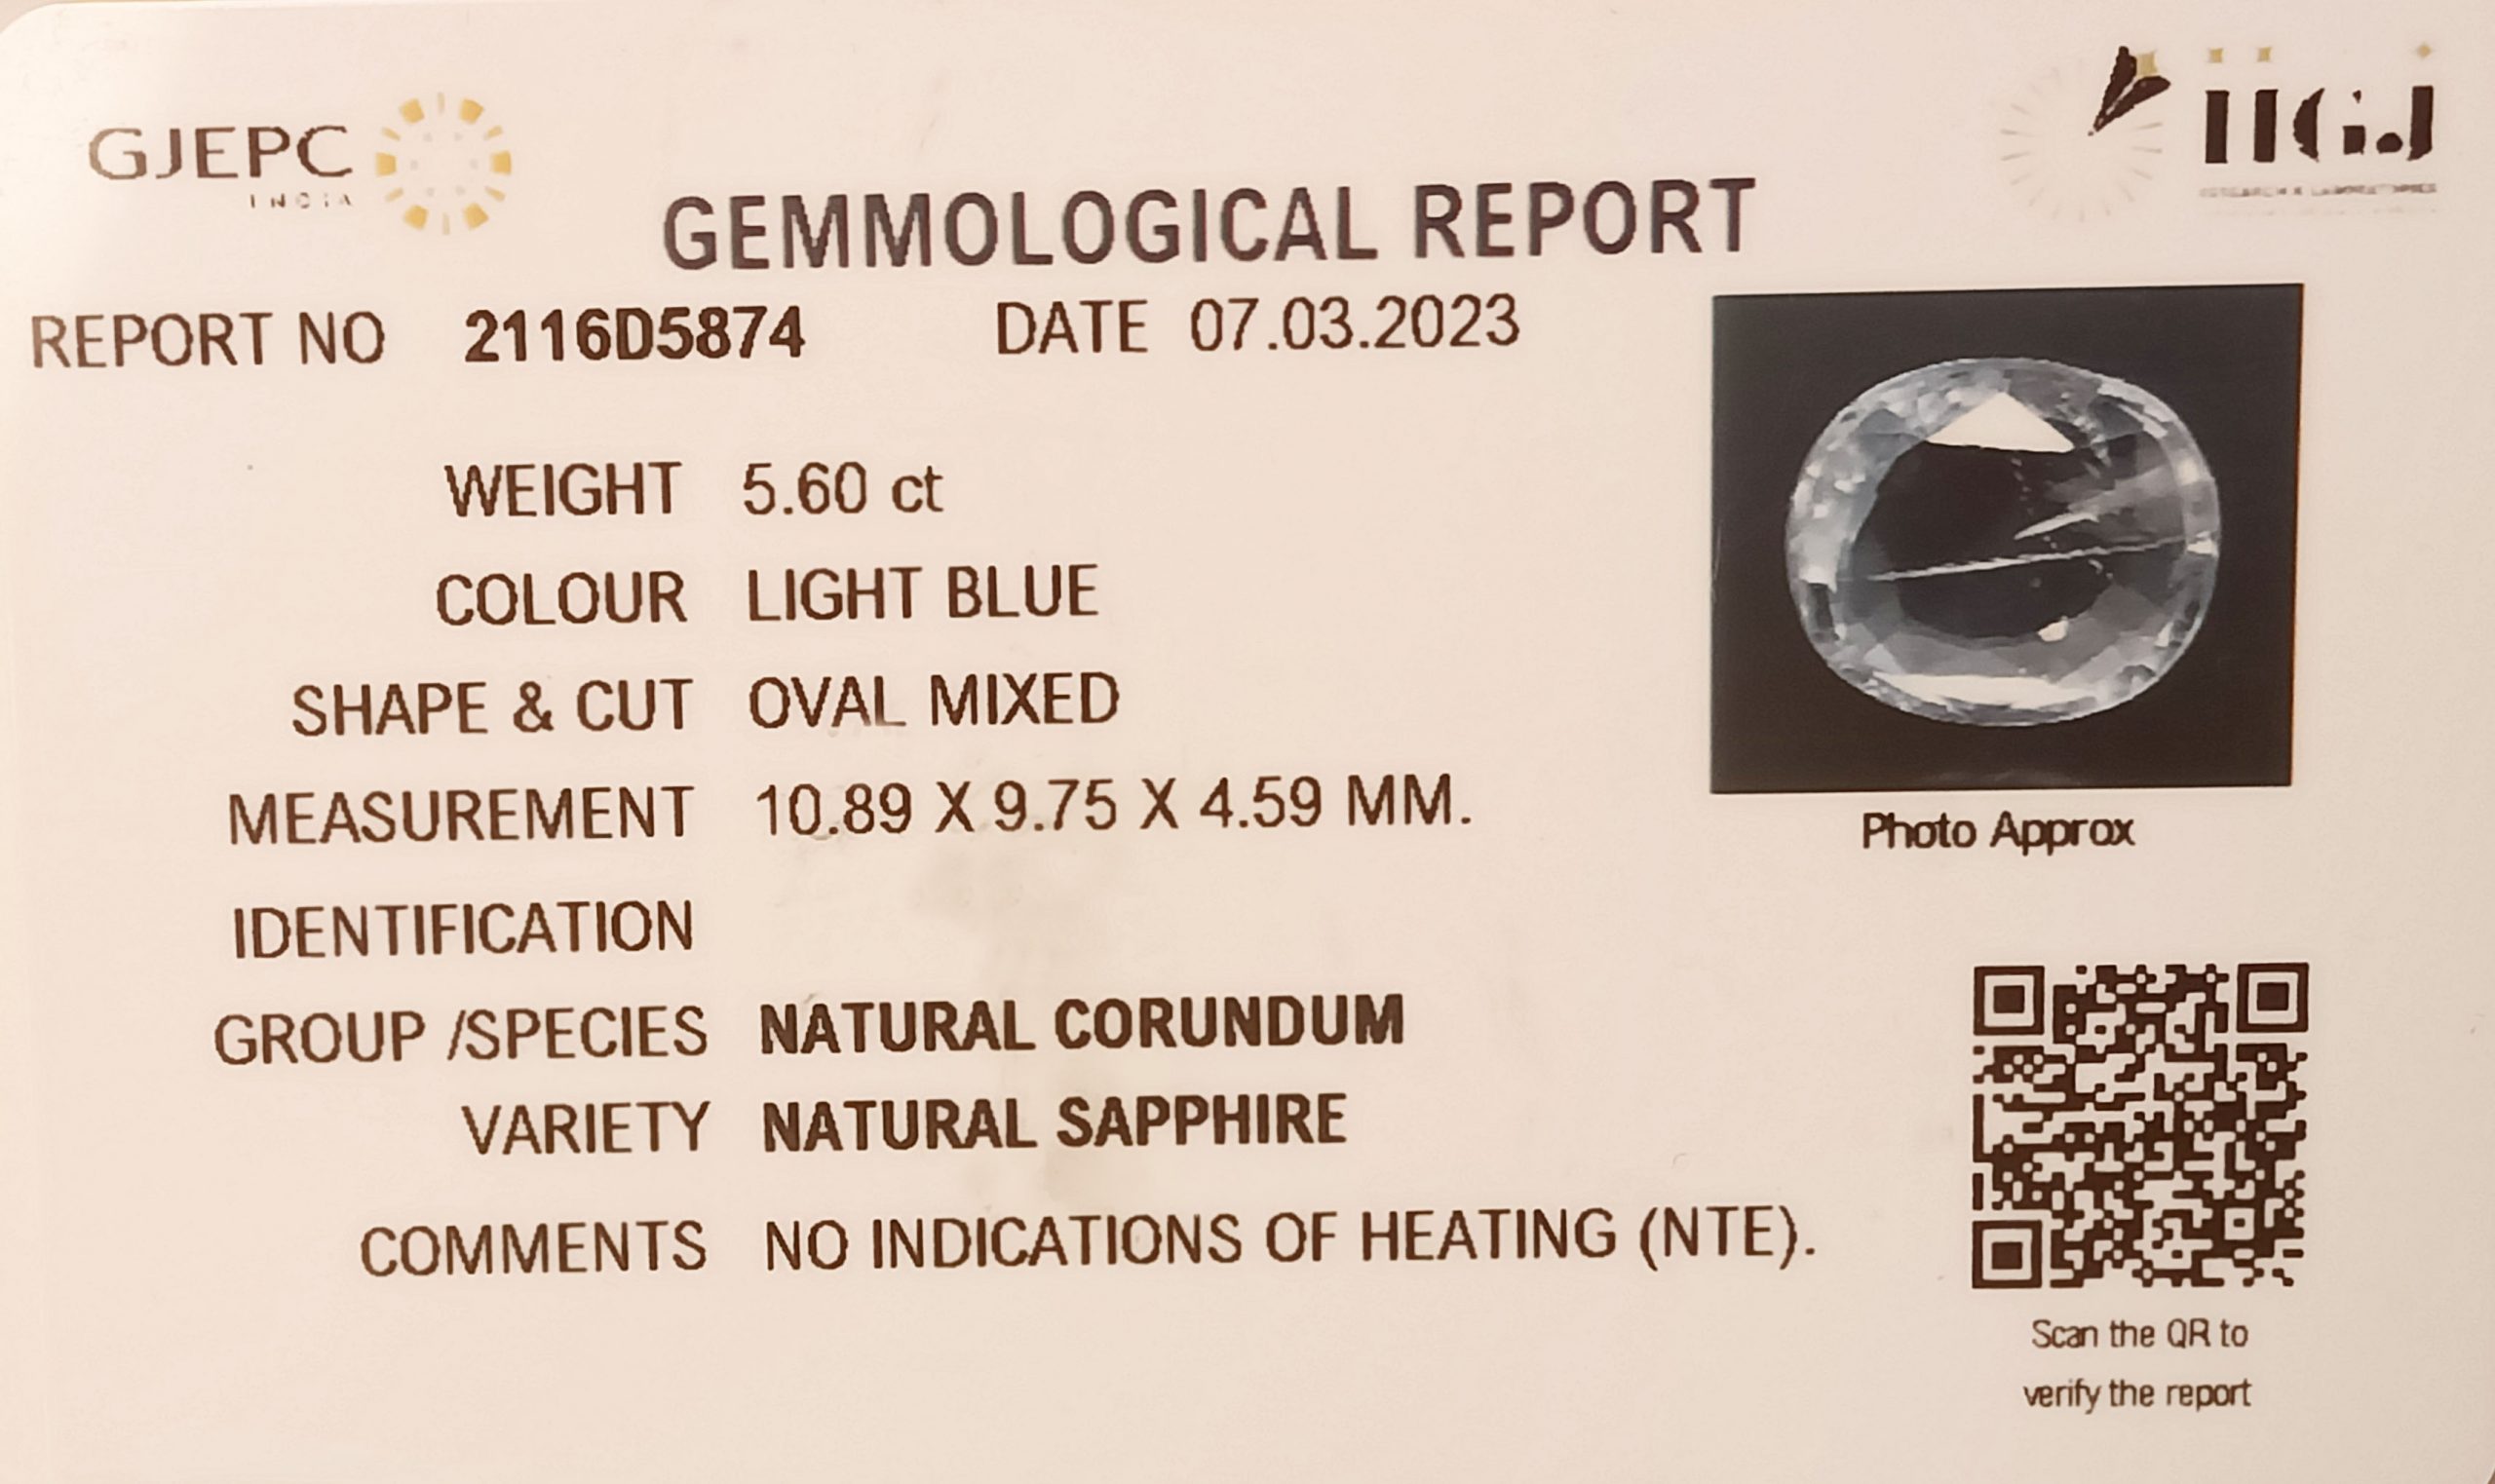 GJEPC
INDIA
IIGJ
RESEARCH & LABORATORIES
GEMMOLOGICAL REPORT
REPORT NO 2116D5874 DATE 07.03.2023
WEIGHT 5.60 ct
COLOUR LIGHT BLUE
SHAPE & CUT OVAL MIXED
MEASUREMENT 10.89 X 9.75 X 4.59 MM.
Photo Approx
IDENTIFICATION
GROUP /SPECIES NATURAL CORUNDUM
VARIETY NATURAL SAPPHIRE
COMMENTS NO INDICATIONS OF HEATING (NTE).
Scan the QR to
verify the report